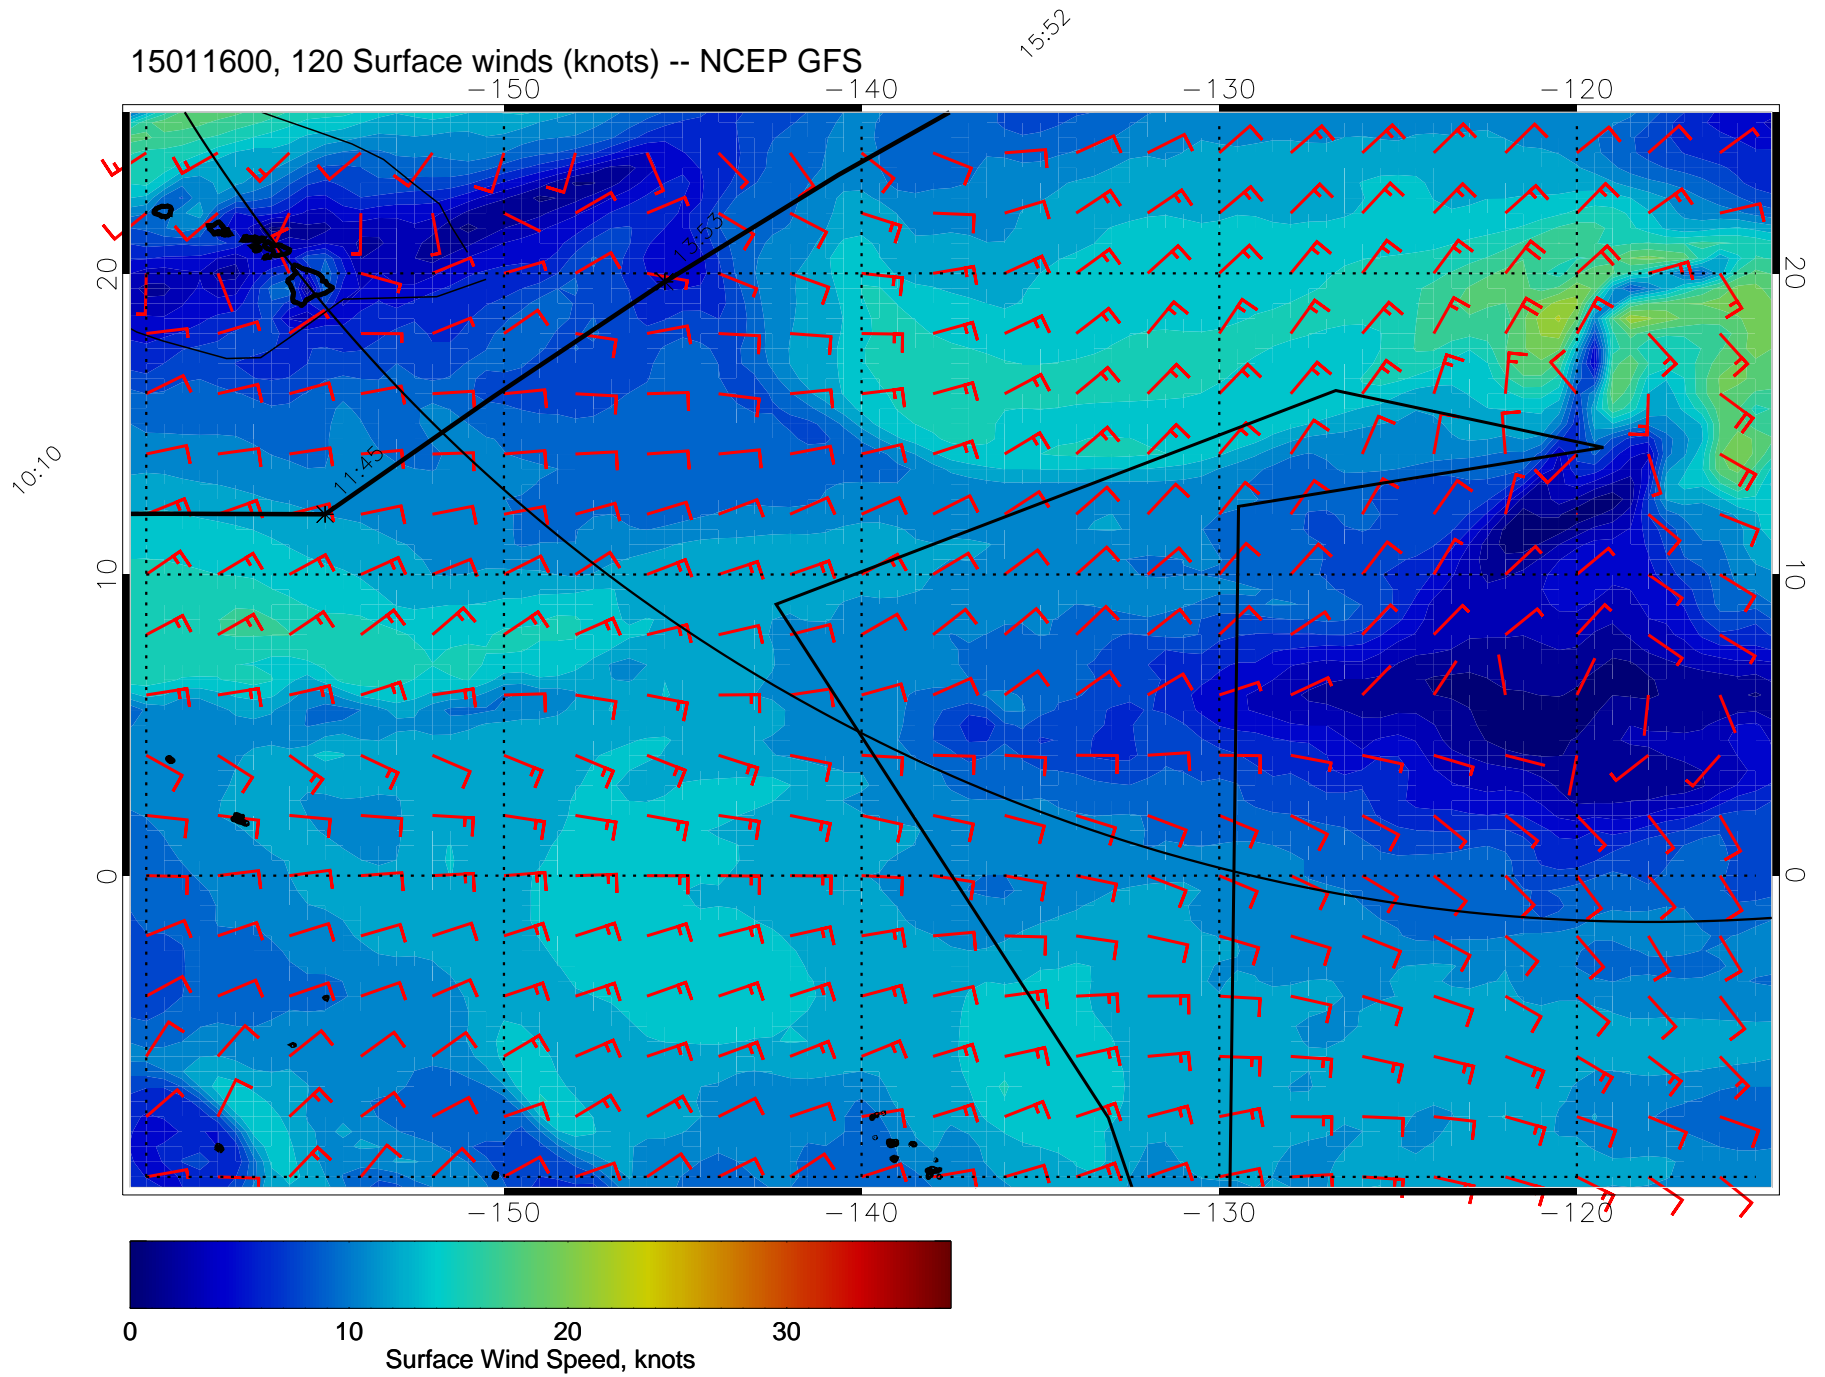 15:52
15011600, 120 Surface winds (knots) -- NCEP GFS
-150 -140 -130 -120
13:53
20 20
11:45
10:10
10 10
0 0
-150 -140 -130 -120
0 10 20 30
Surface Wind Speed, knots